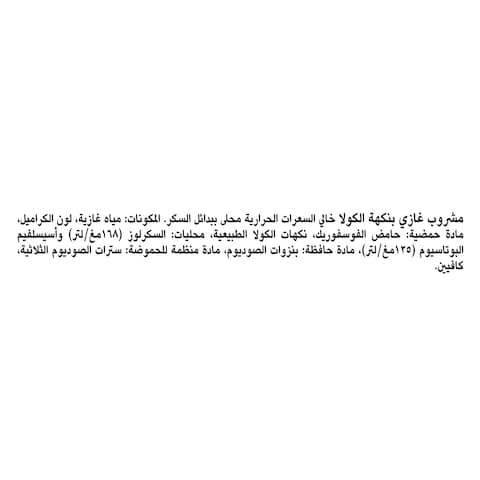 مشروب غازي بنكهة الكولا خالي السعرات الحرارية محلى ببدائل السكر. المكونات: مياه غازية، لون الكراميل،
مادة حمضية: حامض الفوسفوريك، نكهات الكولا الطبيعية، محليات: السكرلوز (١٦٨مغ/لتر) وأسيسلفيم
البوتاسيوم (١٣٥مغ/لتر)، مادة حافظة: بنزوات الصوديوم، مادة منظمة للحموضة: سترات الصوديوم الثلاثية،
كافيين.